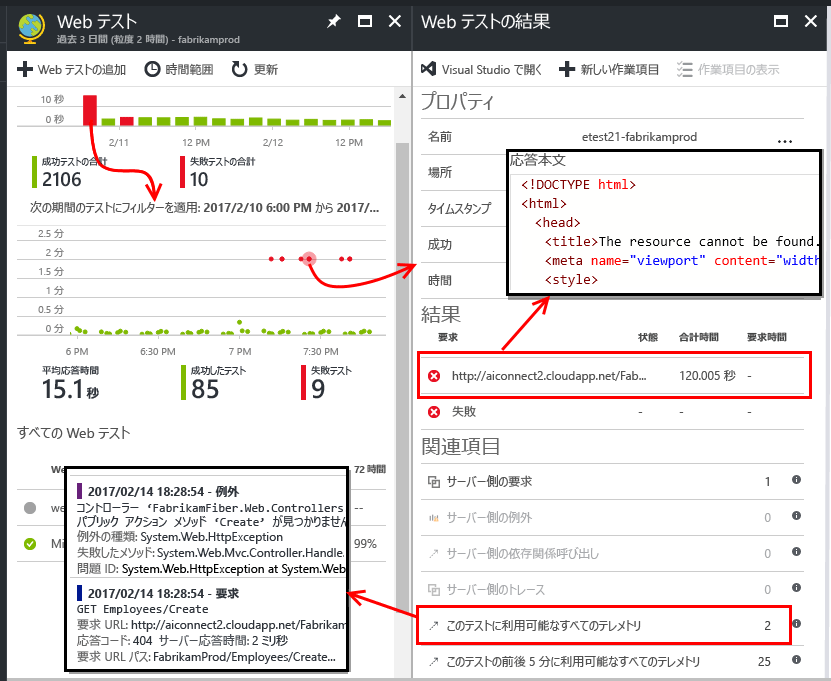 Web テスト
過去 3 日間 (粒度 2 時間) - fabrikamprod
Web テストの追加 時間範囲 更新
10 秒
0 秒
2/11 12 PM 2/12 12 PM
成功テストの合計 失敗テストの合計
2106 10
次の期間のテストにフィルターを適用: 2017/2/10 6:00 PM から 2017/...
2.5 分
2 分
1.5 分
1 分
0.5 分
0 分
6 PM 6:30 PM 7 PM 7:30 PM
平均応答時間 成功したテスト 失敗テスト
15.1 秒 85 9
すべての Web テスト
We 72 時間
we --
Mi 99%
2017/02/14 18:28:54 - 例外
コントローラー 'FabrikamFiber.Web.Controllers
パブリック アクション メソッド 'Create' が見つかりません
例外の種類: System.Web.HttpException
失敗したメソッド: System.Web.Mvc.Controller.Handle.
問題 ID: System.Web.HttpException at System.Web
2017/02/14 18:28:54 - 要求
GET Employees/Create
要求 URL: http://aiconnect2.cloudapp.net/Fabrikam
応答コード: 404 サーバー応答時間: 2 ミリ秒
要求 URL パス: FabrikamProd/Employees/Create...
Web テストの結果
Visual Studio で開く 新しい作業項目 作業項目の表示
プロパティ
名前 etest21-fabrikamprod ...
場所
タイムスタンプ
成功
時間
応答本文
<!DOCTYPE html>
<html>
<head>
<title>The resource cannot be found.
<meta name="viewport" content="width
<style>
結果
要求 状態 合計時間 要求時間
http://aiconnect2.cloudapp.net/Fab... 120.005 秒 -
失敗 - - -
関連項目
サーバー側の要求 1
サーバー側の例外 0
サーバー側の依存関係呼び出し 0
サーバー側のトレース 0
このテストに利用可能なすべてのテレメトリ 2
このテストの前後 5 分に利用可能なすべてのテレメトリ 25